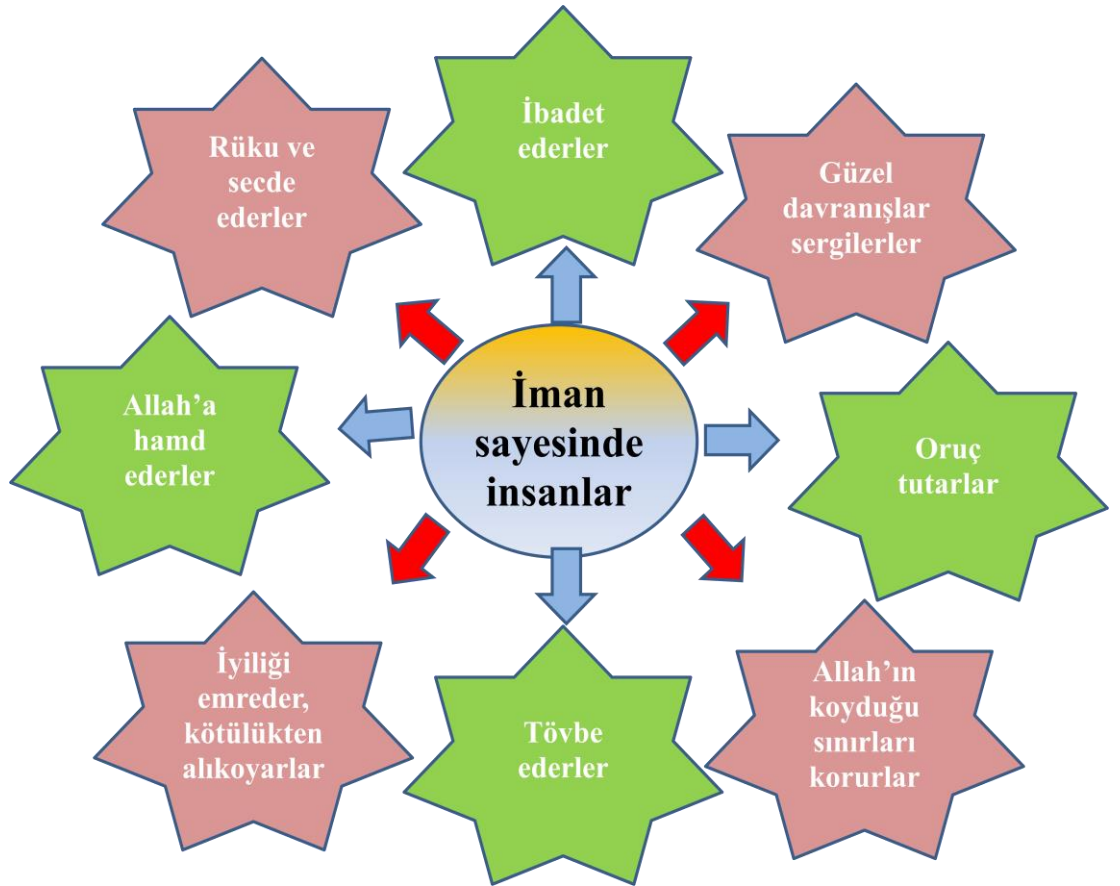 İbadet
ederler
Rüku ve
secde
ederler
Güzel
davranışlar
sergilerler
Allah’a
hamd
ederler
İman
sayesinde
insanlar
Oruç
tutarlar
İyiliği
emreder,
kötülükten
alıkoyarlar
Tövbe
ederler
Allah’ın
koyduğu
sınırları
korurlar